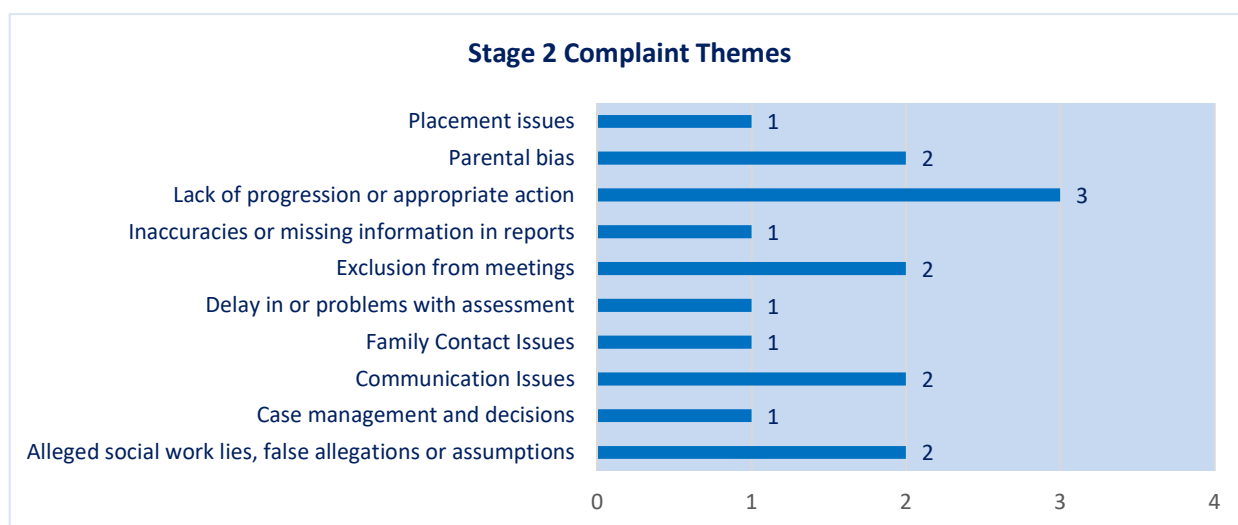 Stage 2 Complaint Themes
Placement issues 1
Parental bias 2
Lack of progression or appropriate action 3
Inaccuracies or missing information in reports 1
Exclusion from meetings 2
Delay in or problems with assessment 1
Family Contact Issues 1
Communication Issues 2
Case management and decisions 1
Alleged social work lies, false allegations or assumptions 2
0 1 2 3 4